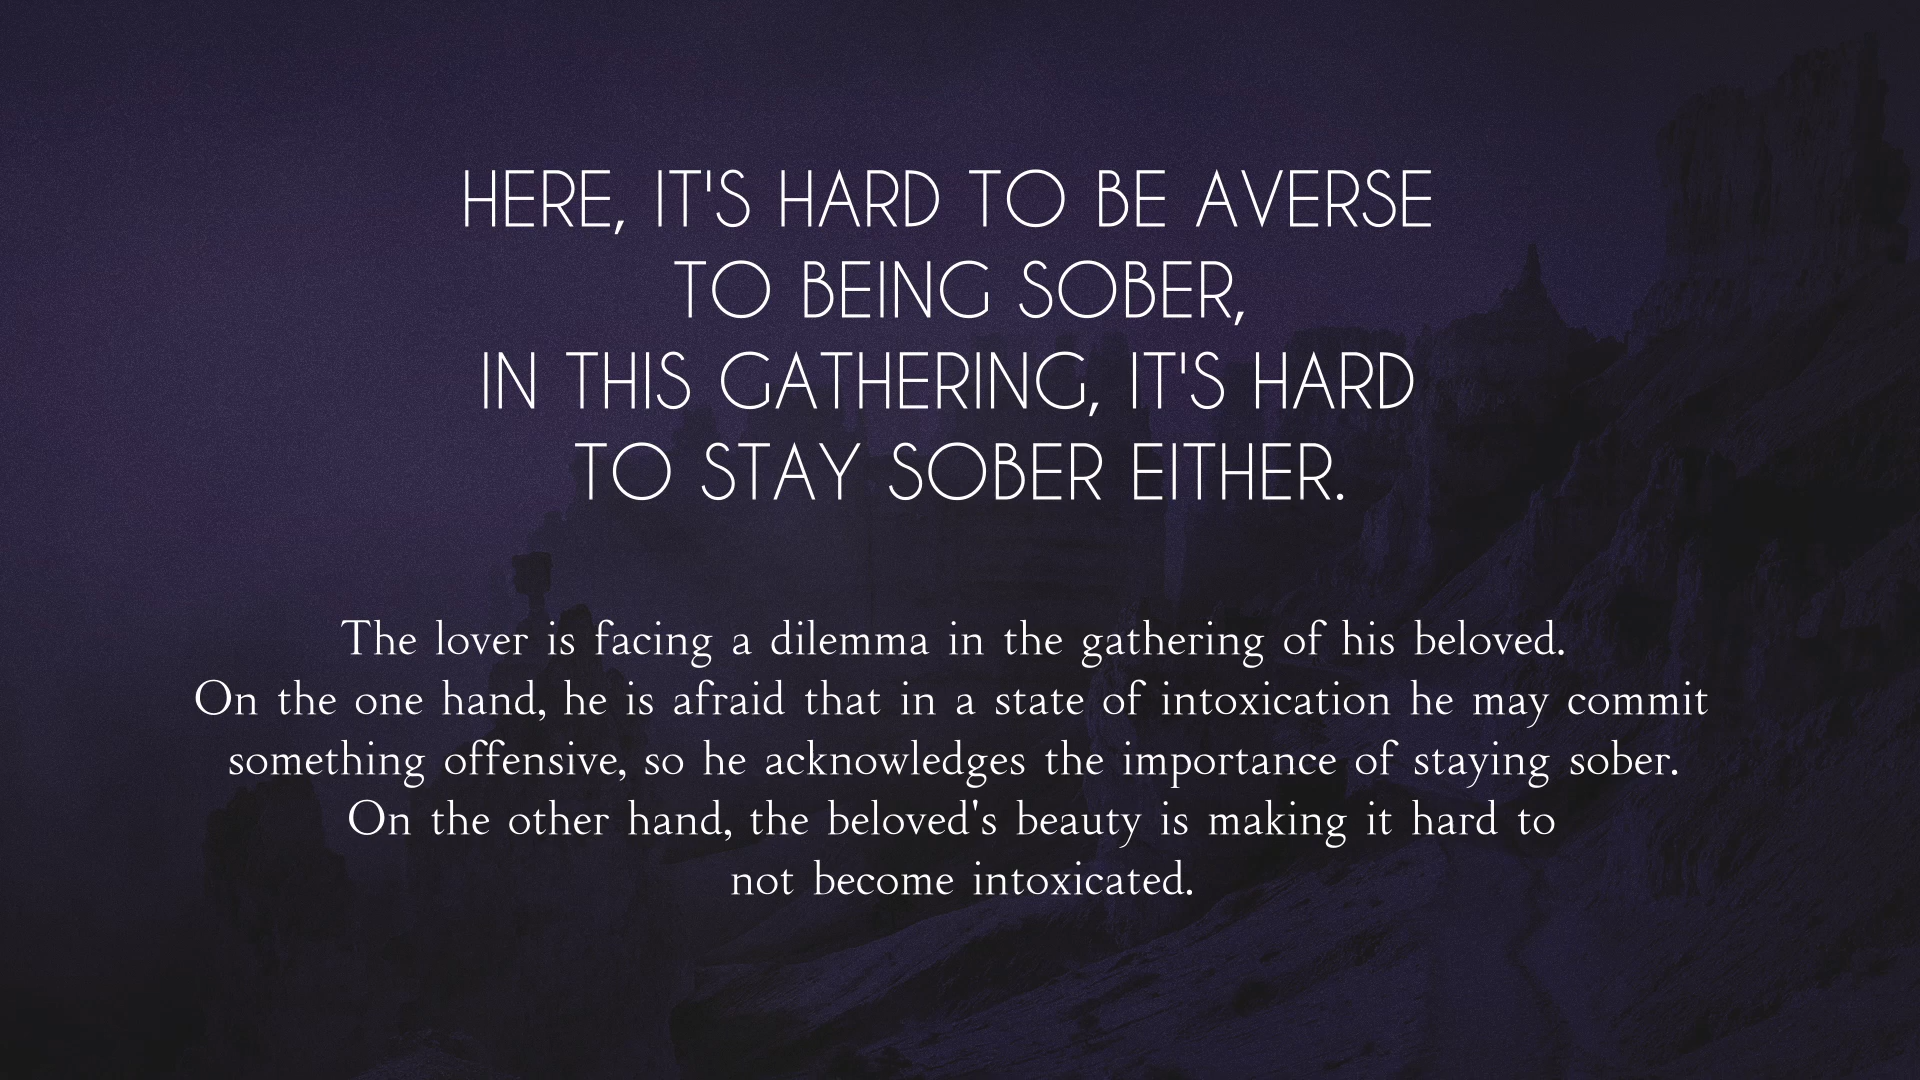 HERE, IT'S HARD TO BE AVERSE
TO BEING SOBER,
IN THIS GATHERING, IT'S HARD
TO STAY SOBER EITHER.
The lover is facing a dilemma in the gathering of his beloved.
On the one hand, he is afraid that in a state of intoxication he may commit
something offensive, so he acknowledges the importance of staying sober.
On the other hand, the beloved's beauty is making it hard to
not become intoxicated.